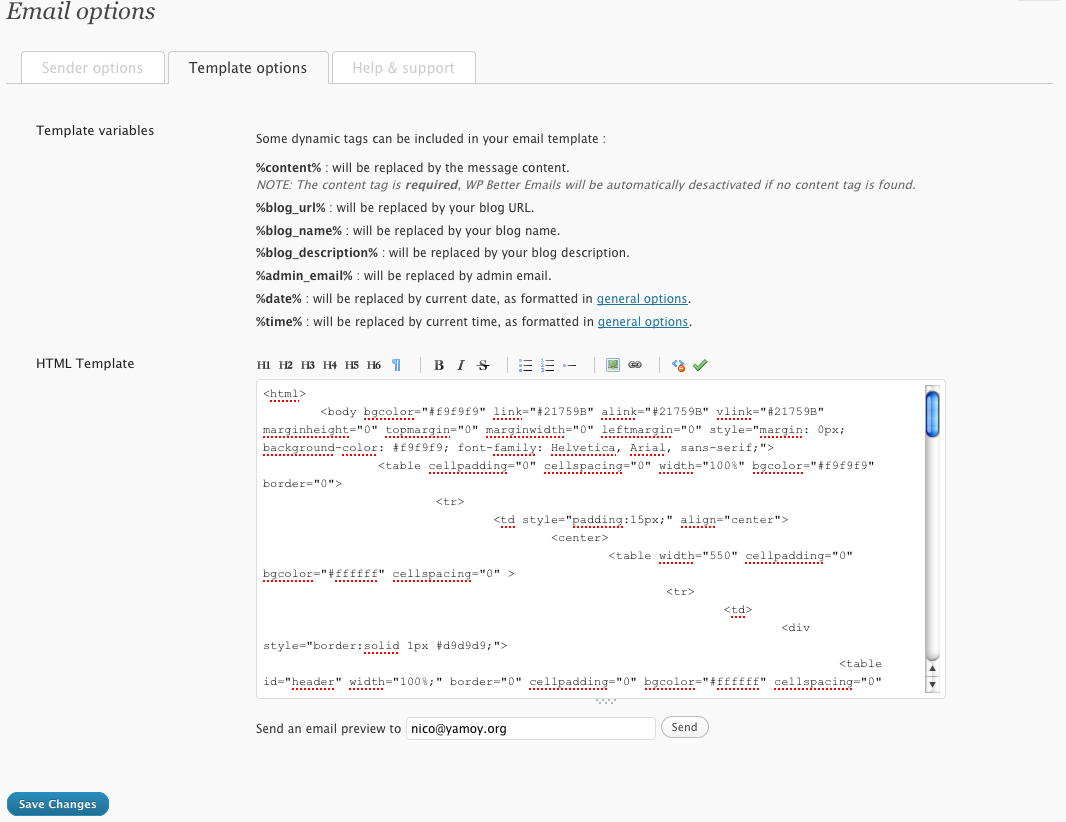 Email options
Sender options
Template options
Help & support
Template variables
Some dynamic tags can be included in your email template :
%content% : will be replaced by the message content.
NOTE: The content tag is required, WP Better Emails will be automatically desactivated if no content tag is found.
%blog_url% : will be replaced by your blog URL.
%blog_name% : will be replaced by your blog name.
%blog_description% : will be replaced by your blog description.
%admin_email% : will be replaced by admin email.
%date% : will be replaced by current date, as formatted in general options.
%time% : will be replaced by current time, as formatted in general options.
HTML Template
H1 H2 H3 H4 H5 H6 ¶ B I S
<html>
<body bgcolor="#f9f9f9" link="#21759B" alink="#21759B" vlink="#21759B"
marginheight="0" topmargin="0" marginwidth="0" leftmargin="0" style="margin: 0px;
background-color: #f9f9f9; font-family: Helvetica, Arial, sans-serif;">
<table cellpadding="0" cellspacing="0" width="100%" bgcolor="#f9f9f9"
border="0">
<tr>
<td style="padding:15px;" align="center">
<center>
<table width="550" cellpadding="0"
bgcolor="#ffffff" cellspacing="0" >
<tr>
<td>
<div
style="border:solid 1px #d9d9d9;">
<table
id="header" width="100%;" border="0" cellpadding="0" bgcolor="#ffffff" cellspacing="0"
Send an email preview to nico@yamoy.org Send
Save Changes